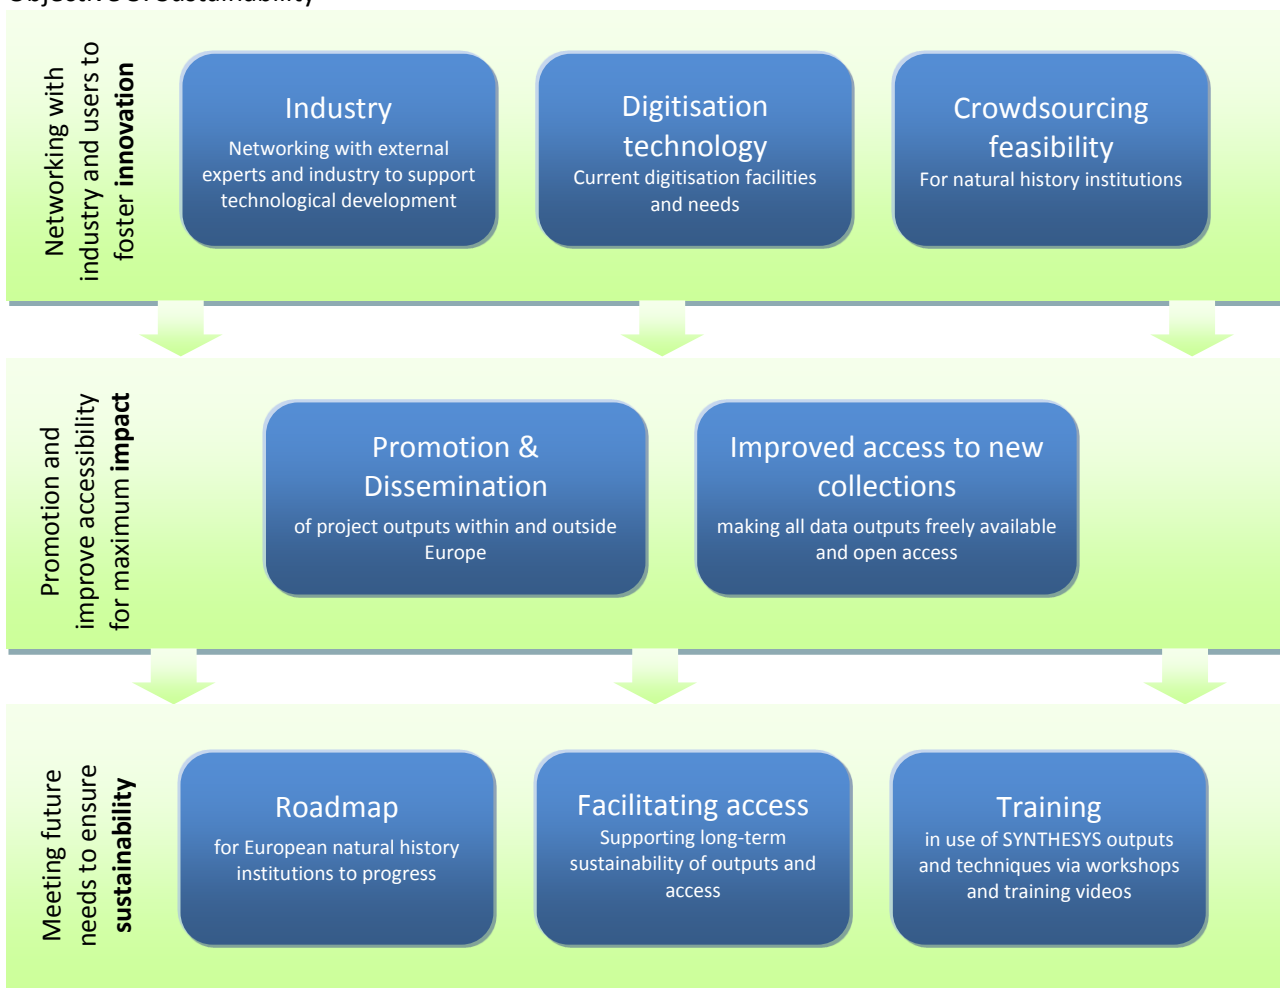 Objective 3: Sustainability
Networking with
industry and users to
foster innovation
Industry
Networking with external
experts and industry to support
technological development
Digitisation
technology
Current digitisation facilities
and needs
Crowdsourcing
feasibility
For natural history institutions
Promotion and
improve accessibility
for maximum impact
Promotion &
Dissemination
of project outputs within and outside
Europe
Improved access to new
collections
making all data outputs freely available
and open access
Meeting future
needs to ensure
sustainability
Roadmap
for European natural history
institutions to progress
Facilitating access
Supporting long-term
sustainability of outputs and
access
Training
in use of SYNTHESYS outputs
and techniques via workshops
and training videos